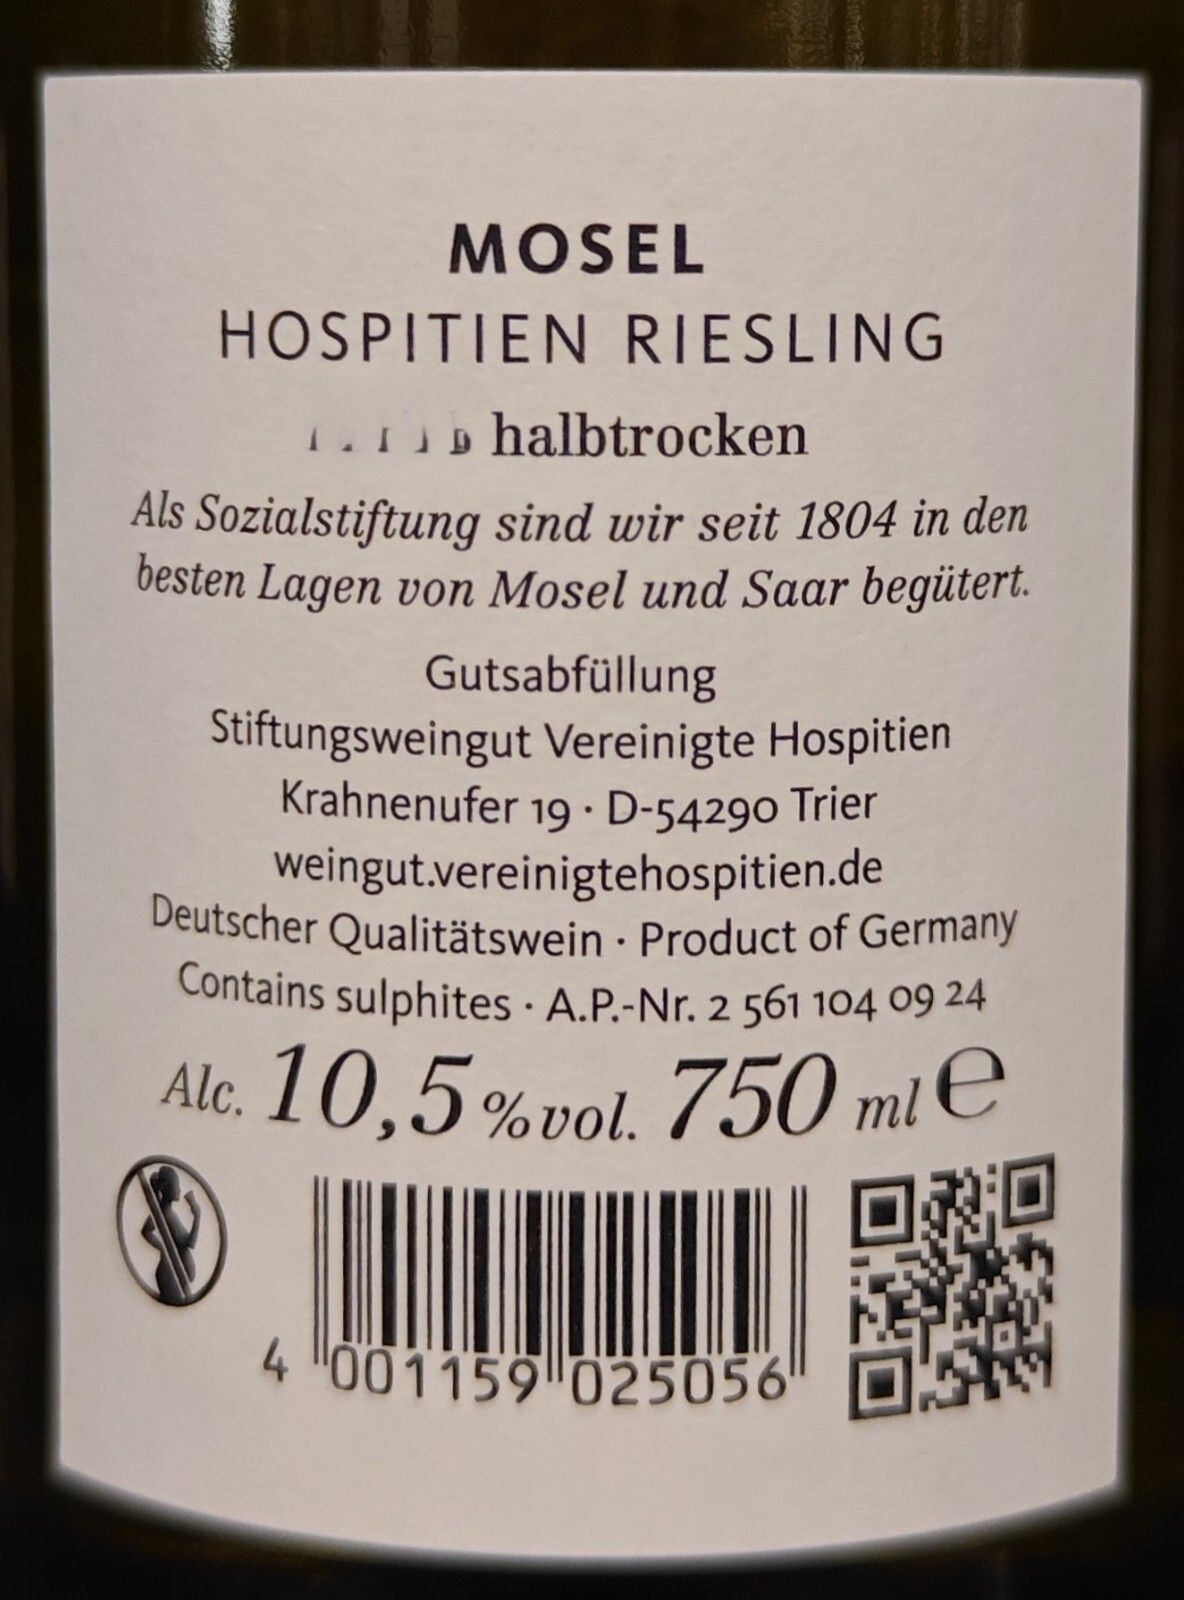 MOSEL
HOSPITIEN RIESLING
halbtrocken
Als Sozialstiftung sind wir seit 1804 in den
besten Lagen von Mosel und Saar begütert.
Gutsabfüllung
Stiftungsweingut Vereinigte Hospitien
Krahnenufer 19 · D-54290 Trier
weingut.vereinigtehospitien.de
Deutscher Qualitätswein · Product of Germany
Contains sulphites · A.P.-Nr. 2 561 104 09 24
Alc. 10,5 % vol. 750 ml ℮
4 001159 025056